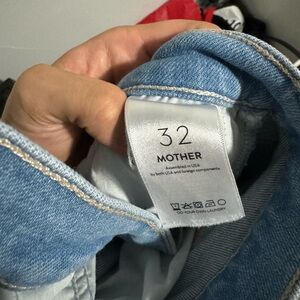 32
MOTHER
Assembled in USA
by both USA and foreign components
DO YOUR OWN LAUNDRY